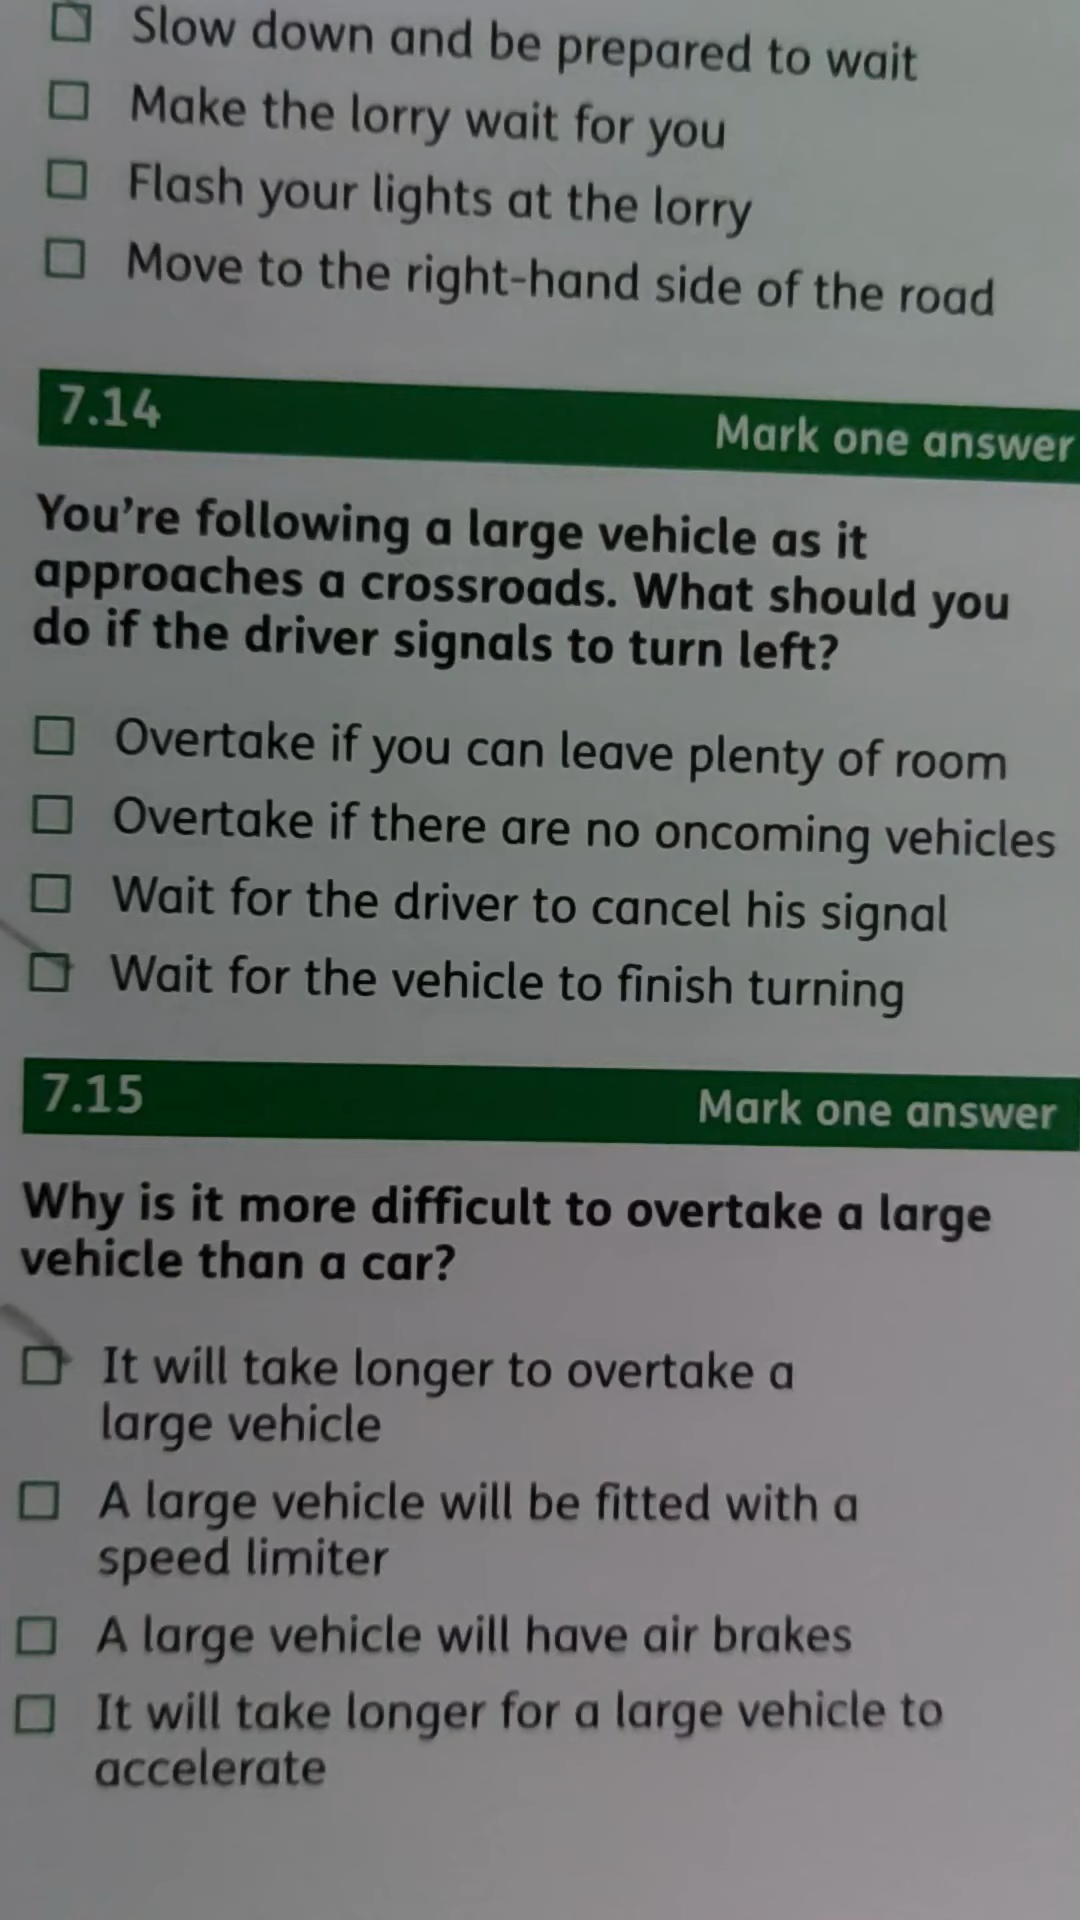 Slow down and be prepared to wait
Make the lorry wait for you
Flash your lights at the lorry
Move to the right-hand side of the road
7.14
Mark one answer
You're following a large vehicle as it
approaches a crossroads. What should you
do if the driver signals to turn left?
Overtake if you can leave plenty of room
Overtake if there are no oncoming vehicles
Wait for the driver to cancel his signal
Wait for the vehicle to finish turning
7.15
Mark one answer
Why is it more difficult to overtake a large
vehicle than a car?
It will take longer to overtake a
large vehicle
A large vehicle will be fitted with a
speed limiter
A large vehicle will have air brakes
It will take longer for a large vehicle to
accelerate